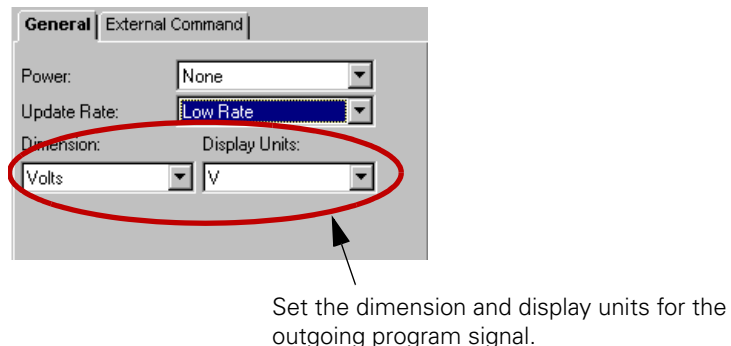 General External Command
Power: None
Update Rate: Low Rate
Dimension: Display Units:
Volts V
Set the dimension and display units for the
outgoing program signal.